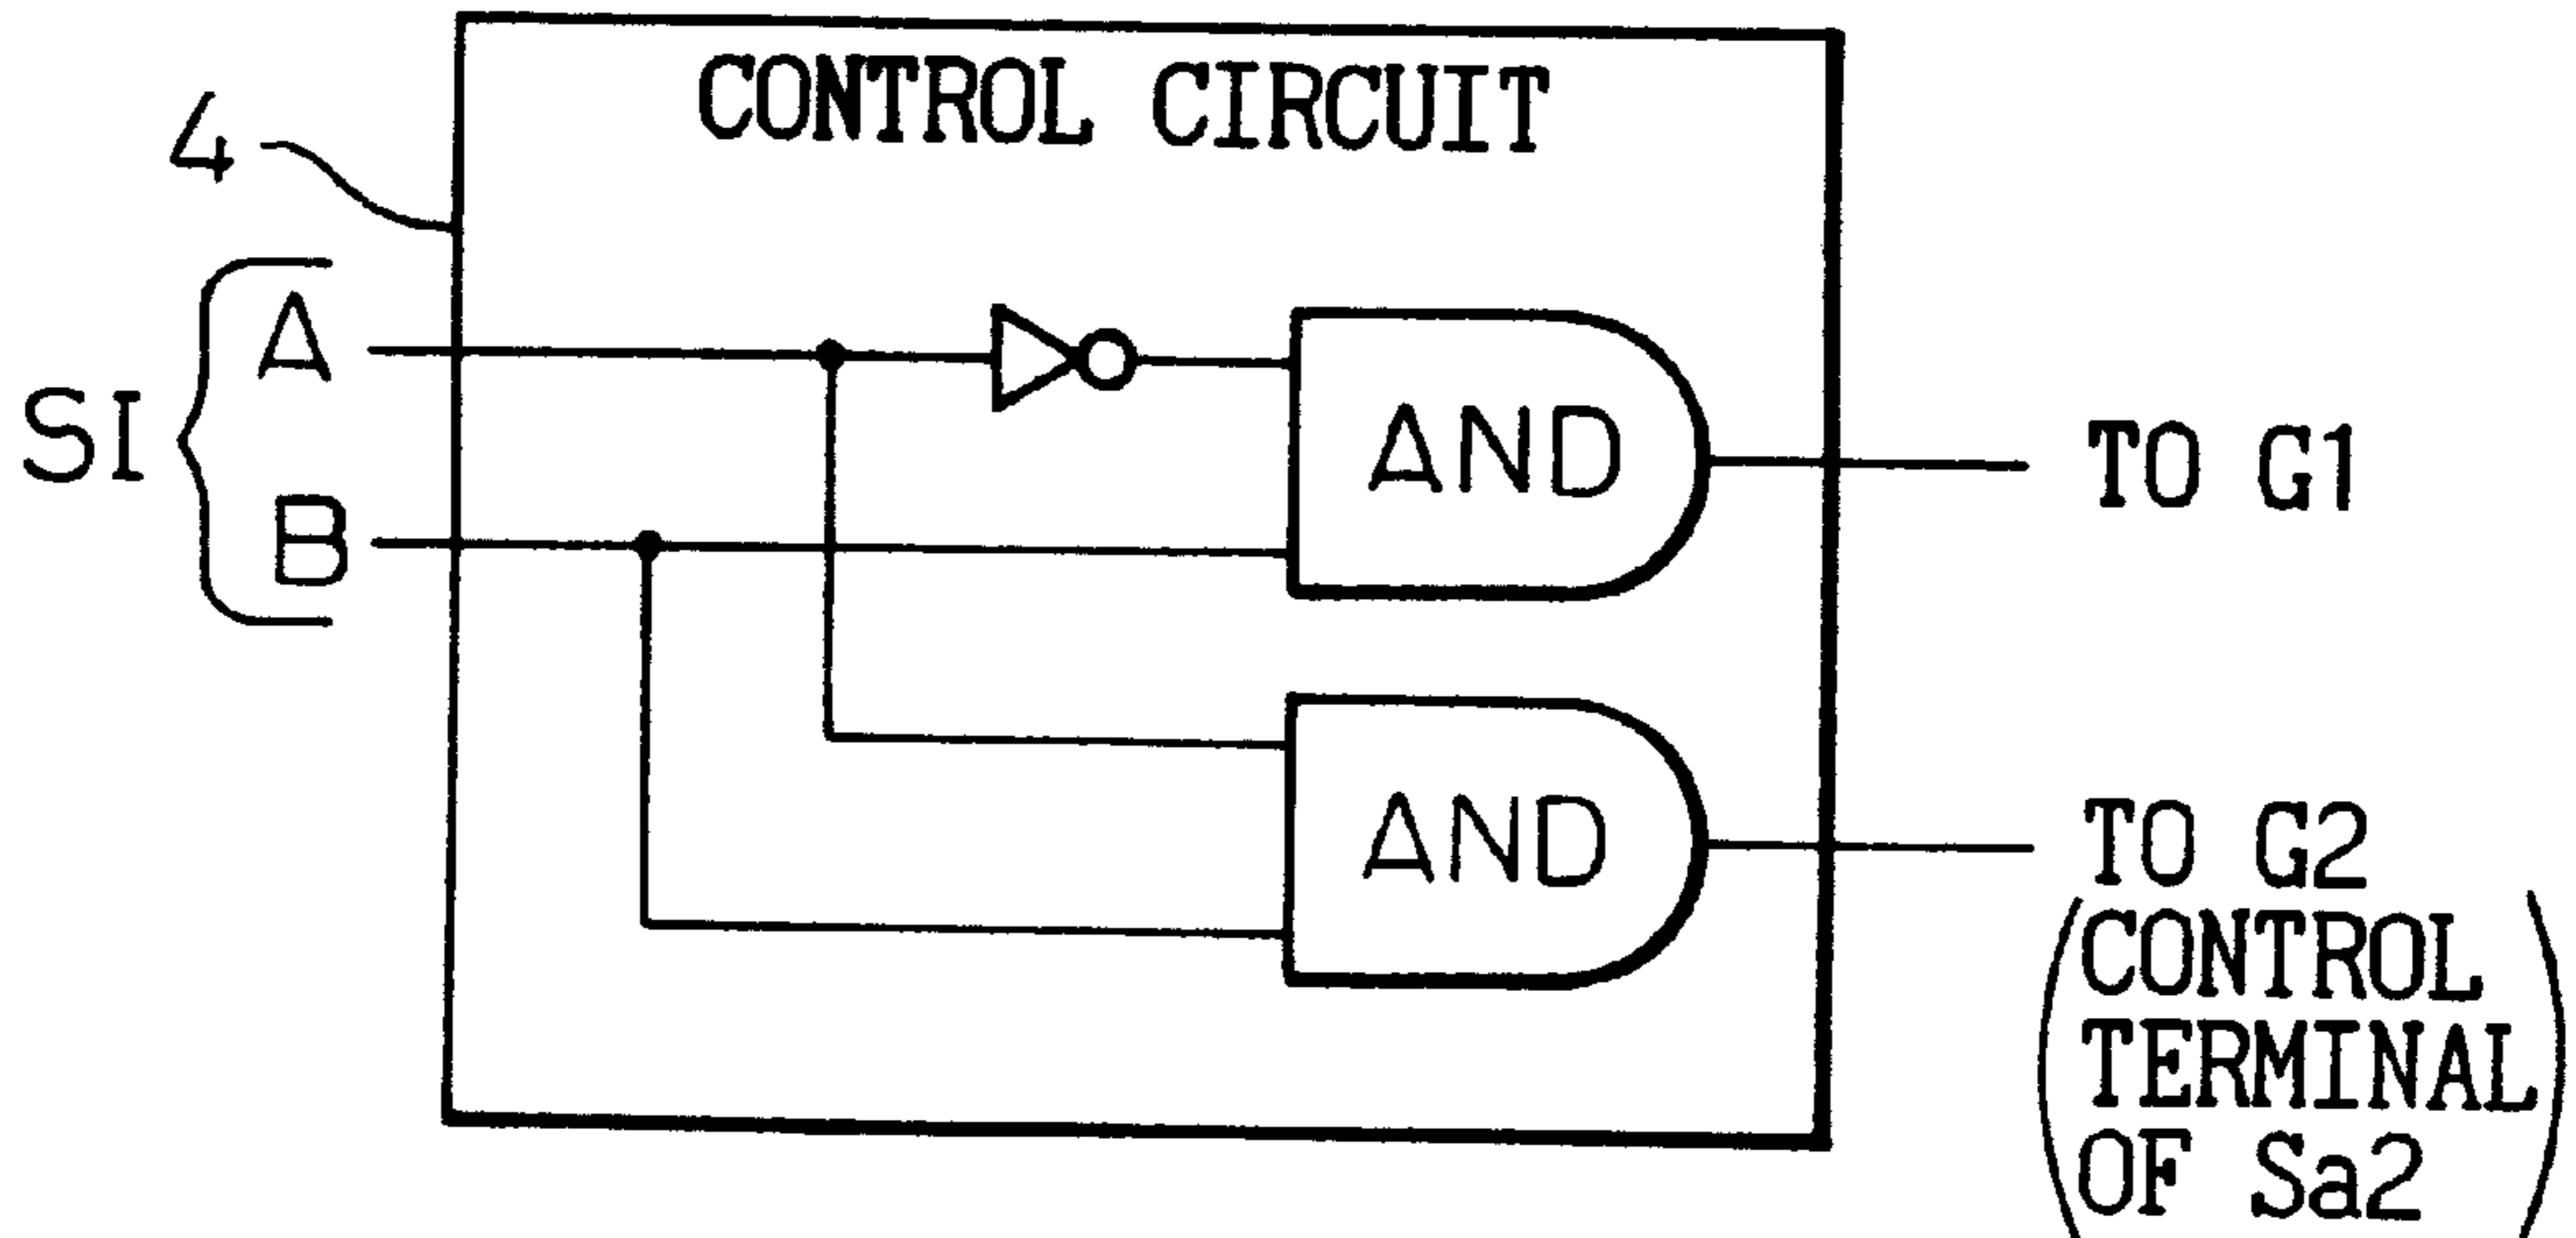 CONTROL CIRCUIT
4
SI
A
B
AND
TO G1
AND
TO G2
(CONTROL
TERMINAL
OF Sa2)